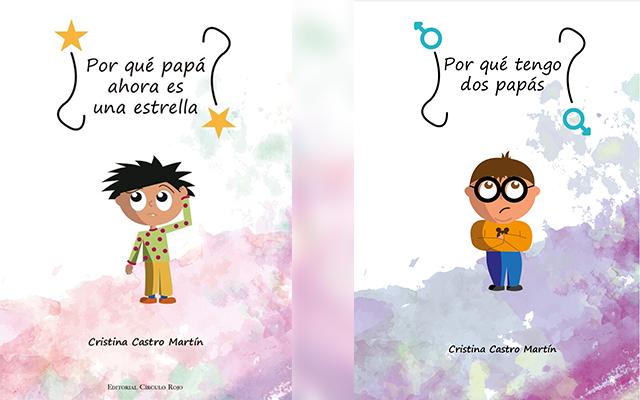 ¿Por qué papá
ahora es
una estrella?
Cristina Castro Martín
Editorial Círculo Rojo
¿Por qué tengo
dos papás?
Cristina Castro Martín